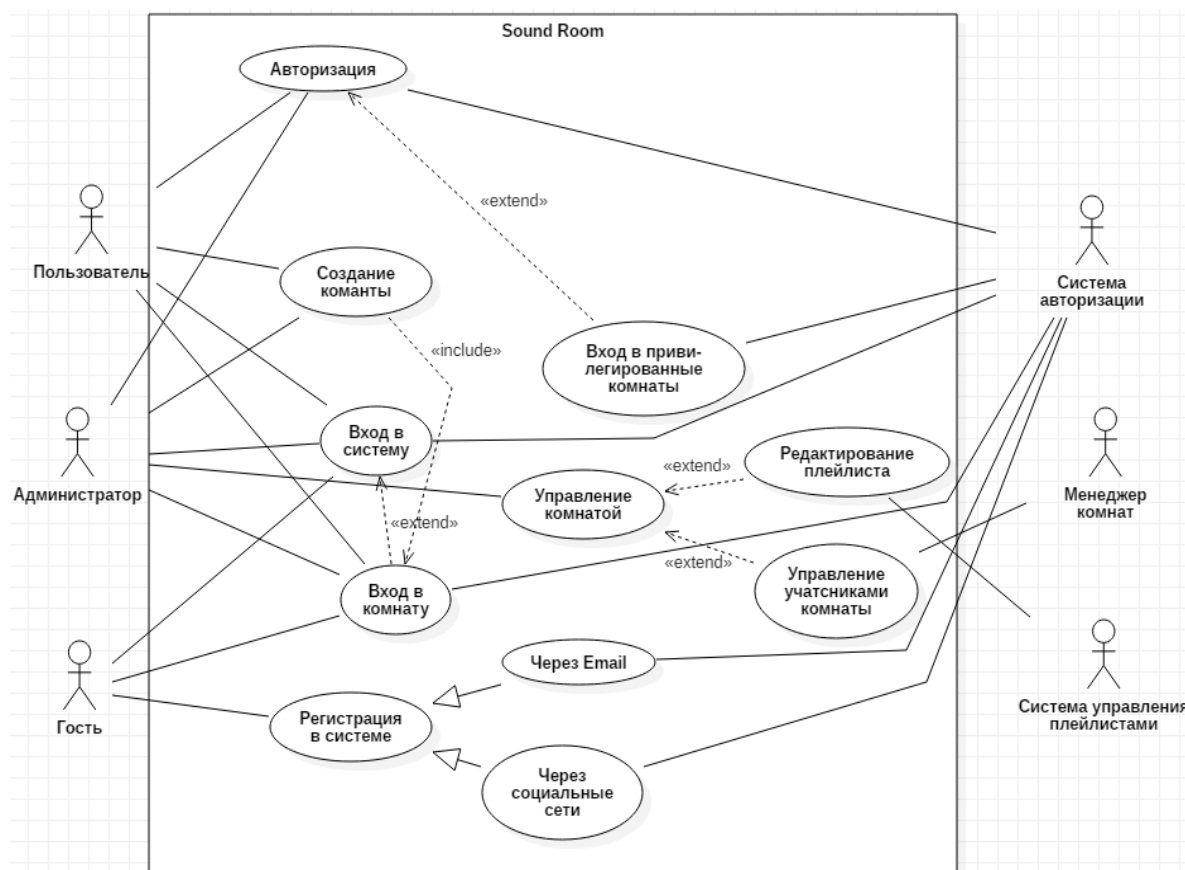 Sound Room
Авторизация
«extend»
Пользователь
Создание
команты
Система
авторизации
«include»
Вход в приви-
легированные
комнаты
Администратор
Вход в
систему
«extend»
Редактирование
плейлиста
Управление
комнатой
Менеджер
комнат
«extend»
«extend»
Вход в
комнату
Управление
учатсниками
комнаты
Через Email
Гость
Регистрация
в системе
Система управления
плейлистами
Через
социальные
сети